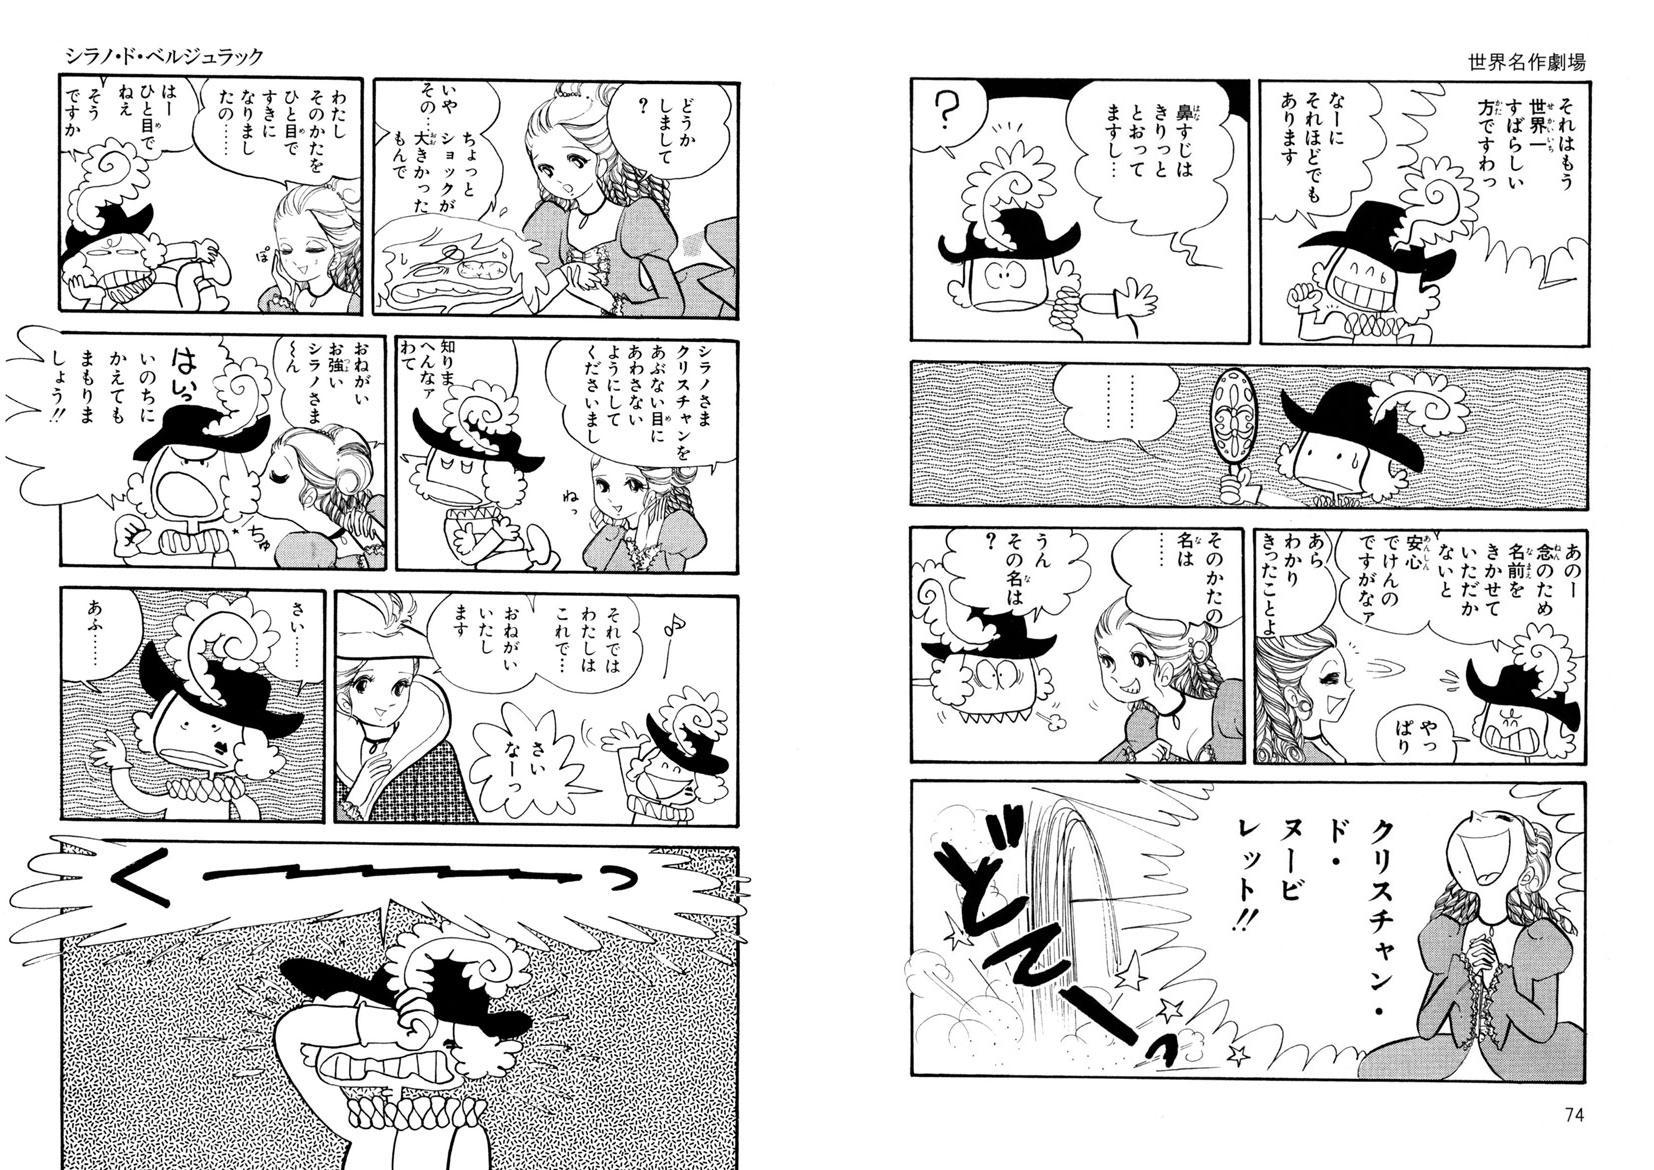 世界名作劇場
それはもう
世界一
すばらしい
方ですわっ
なーに
それほどでも
あります
鼻すじは
きりっと
とおって
ますし…
?
………
………
あのー
念のため
名前を
きかせて
いただか
ないと
安心
でけんの
ですがなァ
やっ
ぱり
あら
わかり
きったことよ
そのかたの
名は
……
うん
その名は
?
クリスチャン・
ド・
ヌービ
レット!!
どどーっ
74
シラノ・ド・ベルジュラック
どうか
しまして
?
ちょっと
ショックが
大きかった
もんで
いや
その…
わたし
そのかたを
ひと目で
すきに
なりまし
たの……
ぽ
はー
ひと目で
ねえ
そう
ですか
シラノさま
クリスチャンを
あぶない目に
あわさない
ようにして
くださいまし
ねっ
知りま
へんなァ
わて
おねがい
お強い
シラノさま
〜ん
ちゅ
はいっ
いのちに
かえても
まもりま
しょう!!
♪
それでは
わたしは
これで…
おねがい
いたし
ます
さい
なーっ
さい……
あふ……
くーーっ